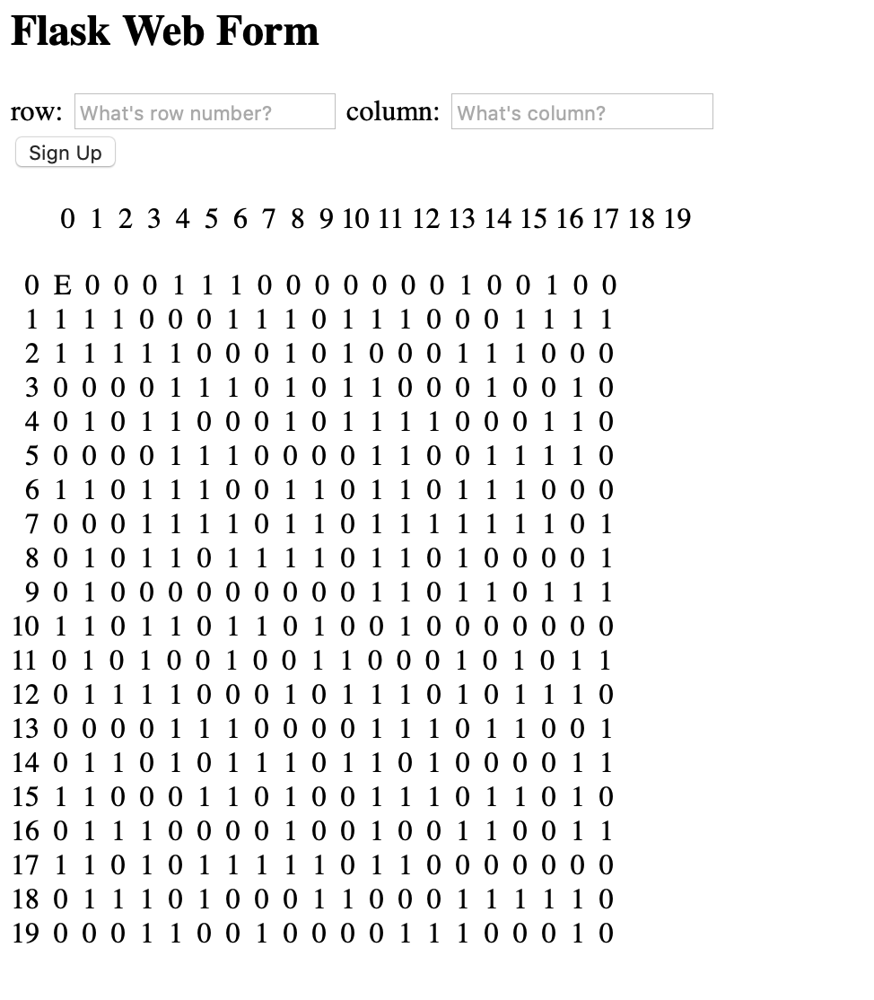 Flask Web Form
row: What's row number? column: What's column?
Sign Up
0 1 2 3 4 5 6 7 8 9 10 11 12 13 14 15 16 17 18 19
0 E 0 0 0 1 1 1 0 0 0 0 0 0 0 1 0 0 1 0 0
1 1 1 1 0 0 0 1 1 1 0 1 1 1 0 0 0 1 1 1 1
2 1 1 1 1 1 0 0 0 1 0 1 0 0 0 1 1 1 0 0 0
3 0 0 0 0 1 1 1 0 1 0 1 1 0 0 0 1 0 0 1 0
4 0 1 0 1 1 0 0 0 1 0 1 1 1 1 0 0 0 1 1 0
5 0 0 0 0 1 1 1 0 0 0 0 1 1 0 0 1 1 1 1 0
6 1 1 0 1 1 1 0 0 1 1 0 1 1 0 1 1 1 0 0 0
7 0 0 0 1 1 1 1 0 1 1 0 1 1 1 1 1 1 1 0 1
8 0 1 0 1 1 0 1 1 1 1 0 1 1 0 1 0 0 0 0 1
9 0 1 0 0 0 0 0 0 0 0 0 1 1 0 1 1 0 1 1 1
10 1 1 0 1 1 0 1 1 0 1 0 0 1 0 0 0 0 0 0 0
11 0 1 0 1 0 0 1 0 0 1 1 0 0 0 1 0 1 0 1 1
12 0 1 1 1 1 0 0 0 1 0 1 1 1 0 1 0 1 1 1 0
13 0 0 0 0 1 1 1 0 0 0 0 1 1 1 0 1 1 0 0 1
14 0 1 1 0 1 0 1 1 1 0 1 1 0 1 0 0 0 0 1 1
15 1 1 0 0 0 1 1 0 1 0 0 1 1 1 0 1 1 0 1 0
16 0 1 1 1 0 0 0 0 1 0 0 1 0 0 1 1 0 0 1 1
17 1 1 0 1 0 1 1 1 1 1 0 1 1 0 0 0 0 0 0 0
18 0 1 1 1 0 1 0 0 0 1 1 0 0 0 1 1 1 1 1 0
19 0 0 0 1 1 0 0 1 0 0 0 0 1 1 1 0 0 0 1 0